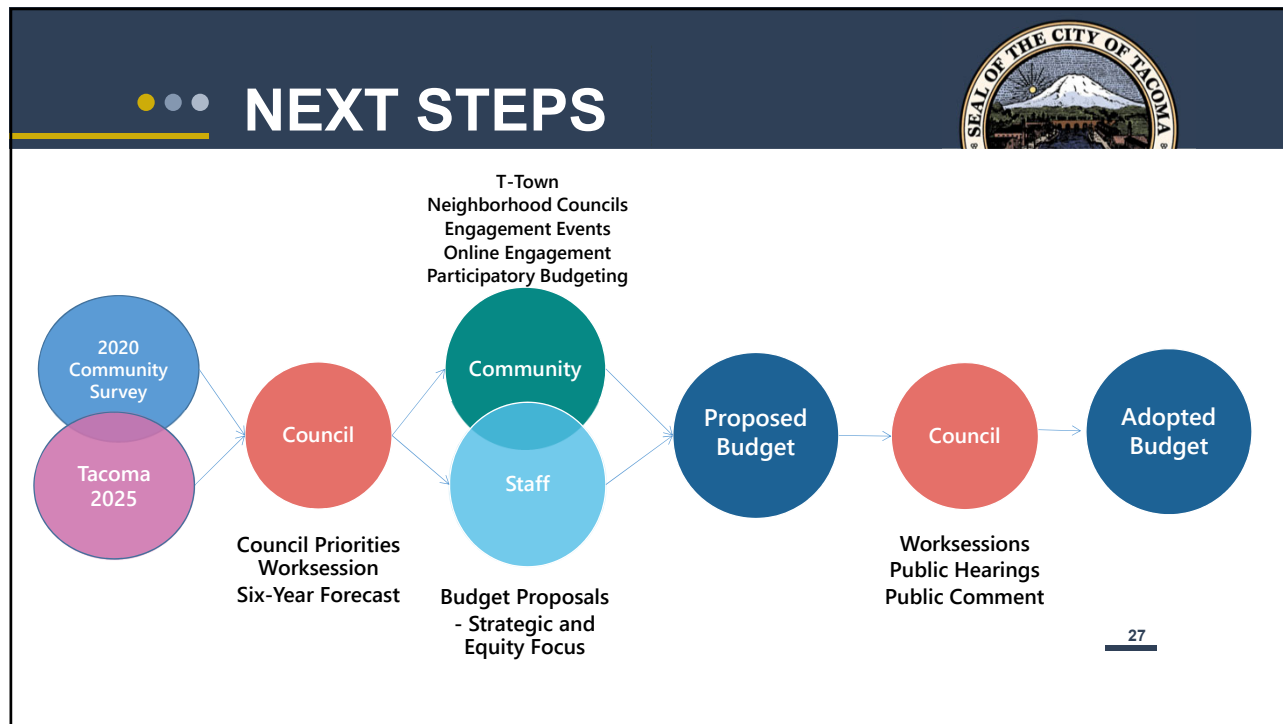 NEXT STEPS
SEAL OF THE CITY OF TACOMA
T-Town
Neighborhood Councils
Engagement Events
Online Engagement
Participatory Budgeting
2020
Community
Survey
Tacoma
2025
Council
Council Priorities
Worksession
Six-Year Forecast
Community
Staff
Budget Proposals
- Strategic and
Equity Focus
Proposed
Budget
Council
Worksessions
Public Hearings
Public Comment
Adopted
Budget
27